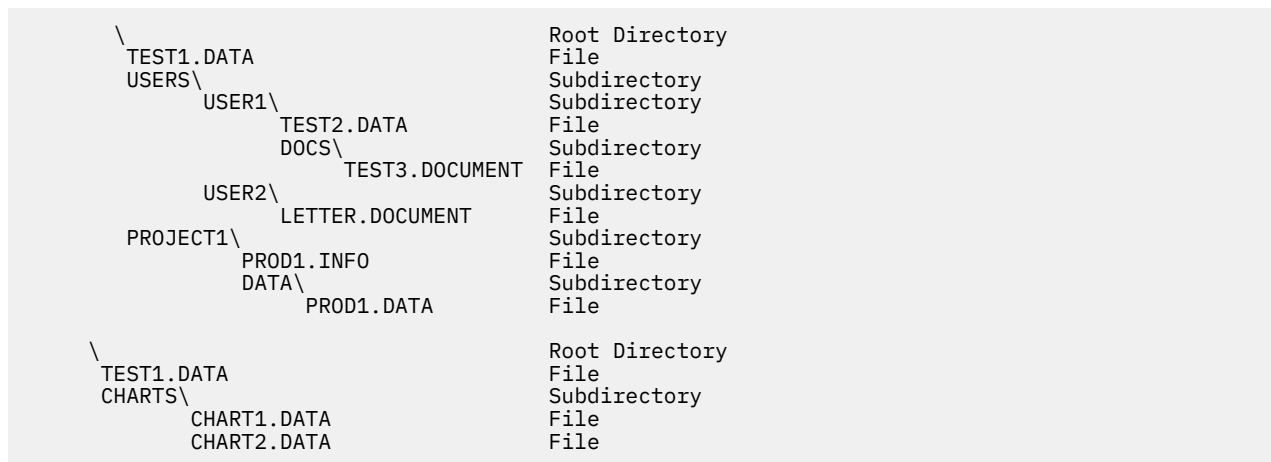 \ Root Directory
TEST1.DATA File
USERS\ Subdirectory
USER1\ Subdirectory
TEST2.DATA File
DOCS\ Subdirectory
TEST3.DOCUMENT File
USER2\ Subdirectory
LETTER.DOCUMENT File
PROJECT1\ Subdirectory
PROD1.INFO File
DATA\ Subdirectory
PROD1.DATA File
\ Root Directory
TEST1.DATA File
CHARTS\ Subdirectory
CHART1.DATA File
CHART2.DATA File